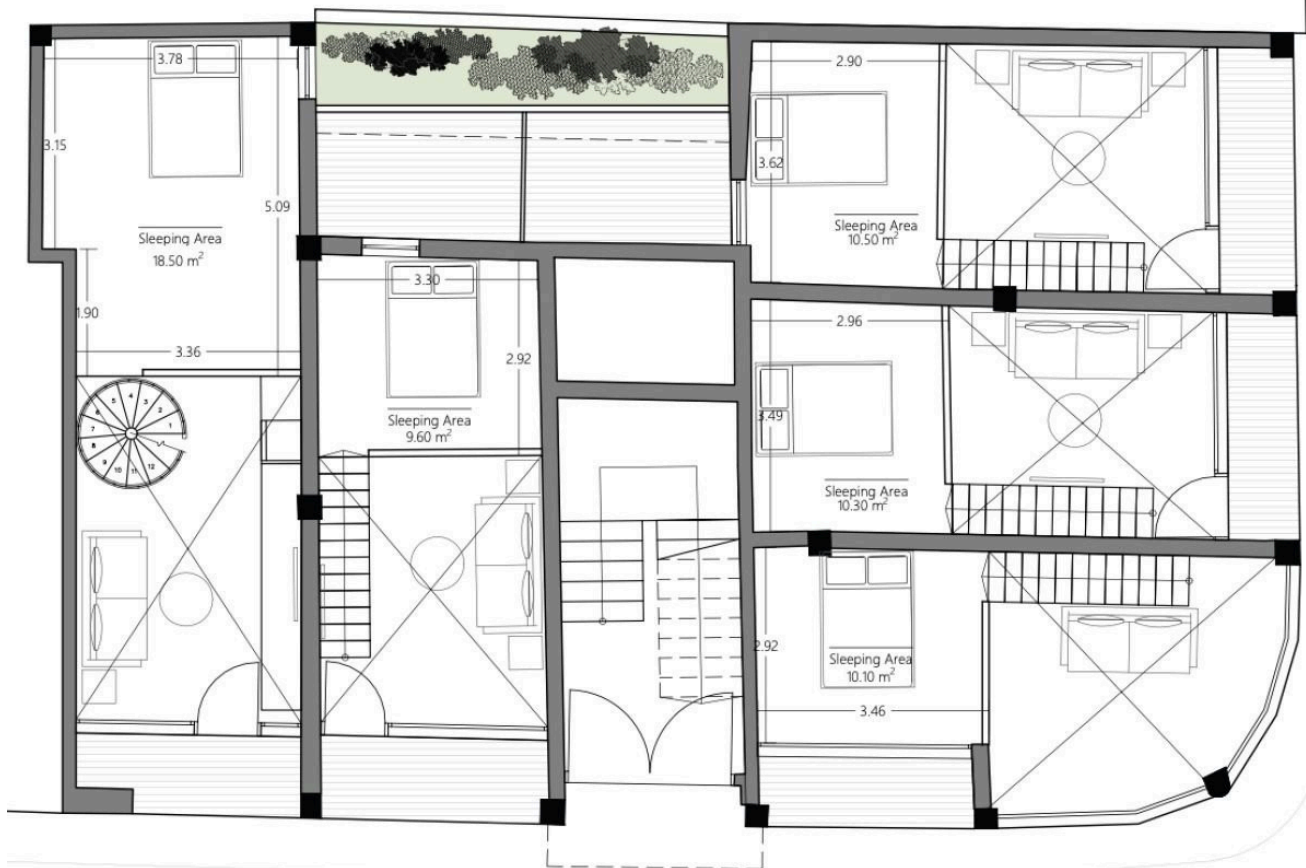 3.78
3.15
5.09
Sleeping Area
18.50 m²
1.90
3.36
1
2
3
4
5
6
7
8
9
10
11
12
3.30
2.92
Sleeping Area
9.60 m²
2.90
3.62
Sleeping Area
10.50 m²
2.96
3.49
Sleeping Area
10.30 m²
2.92
Sleeping Area
10.10 m²
3.46